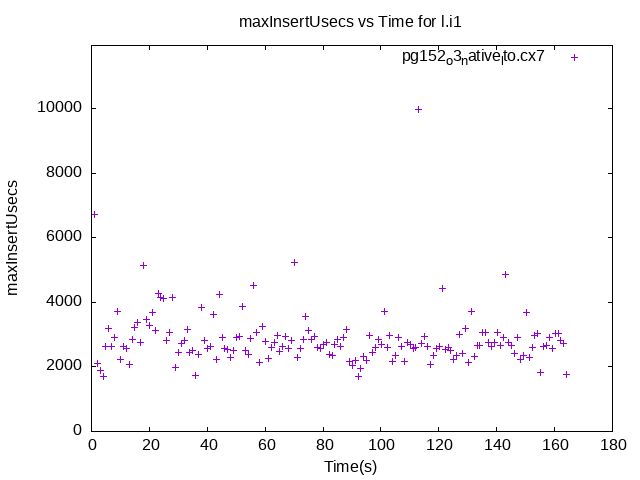 maxInsertUsecs vs Time for l.i1
pg152ₒ3ₙativeₗto.cx7
10000
8000
6000
4000
2000
0
maxInsertUsecs
0 20 40 60 80 100 120 140 160 180
Time(s)